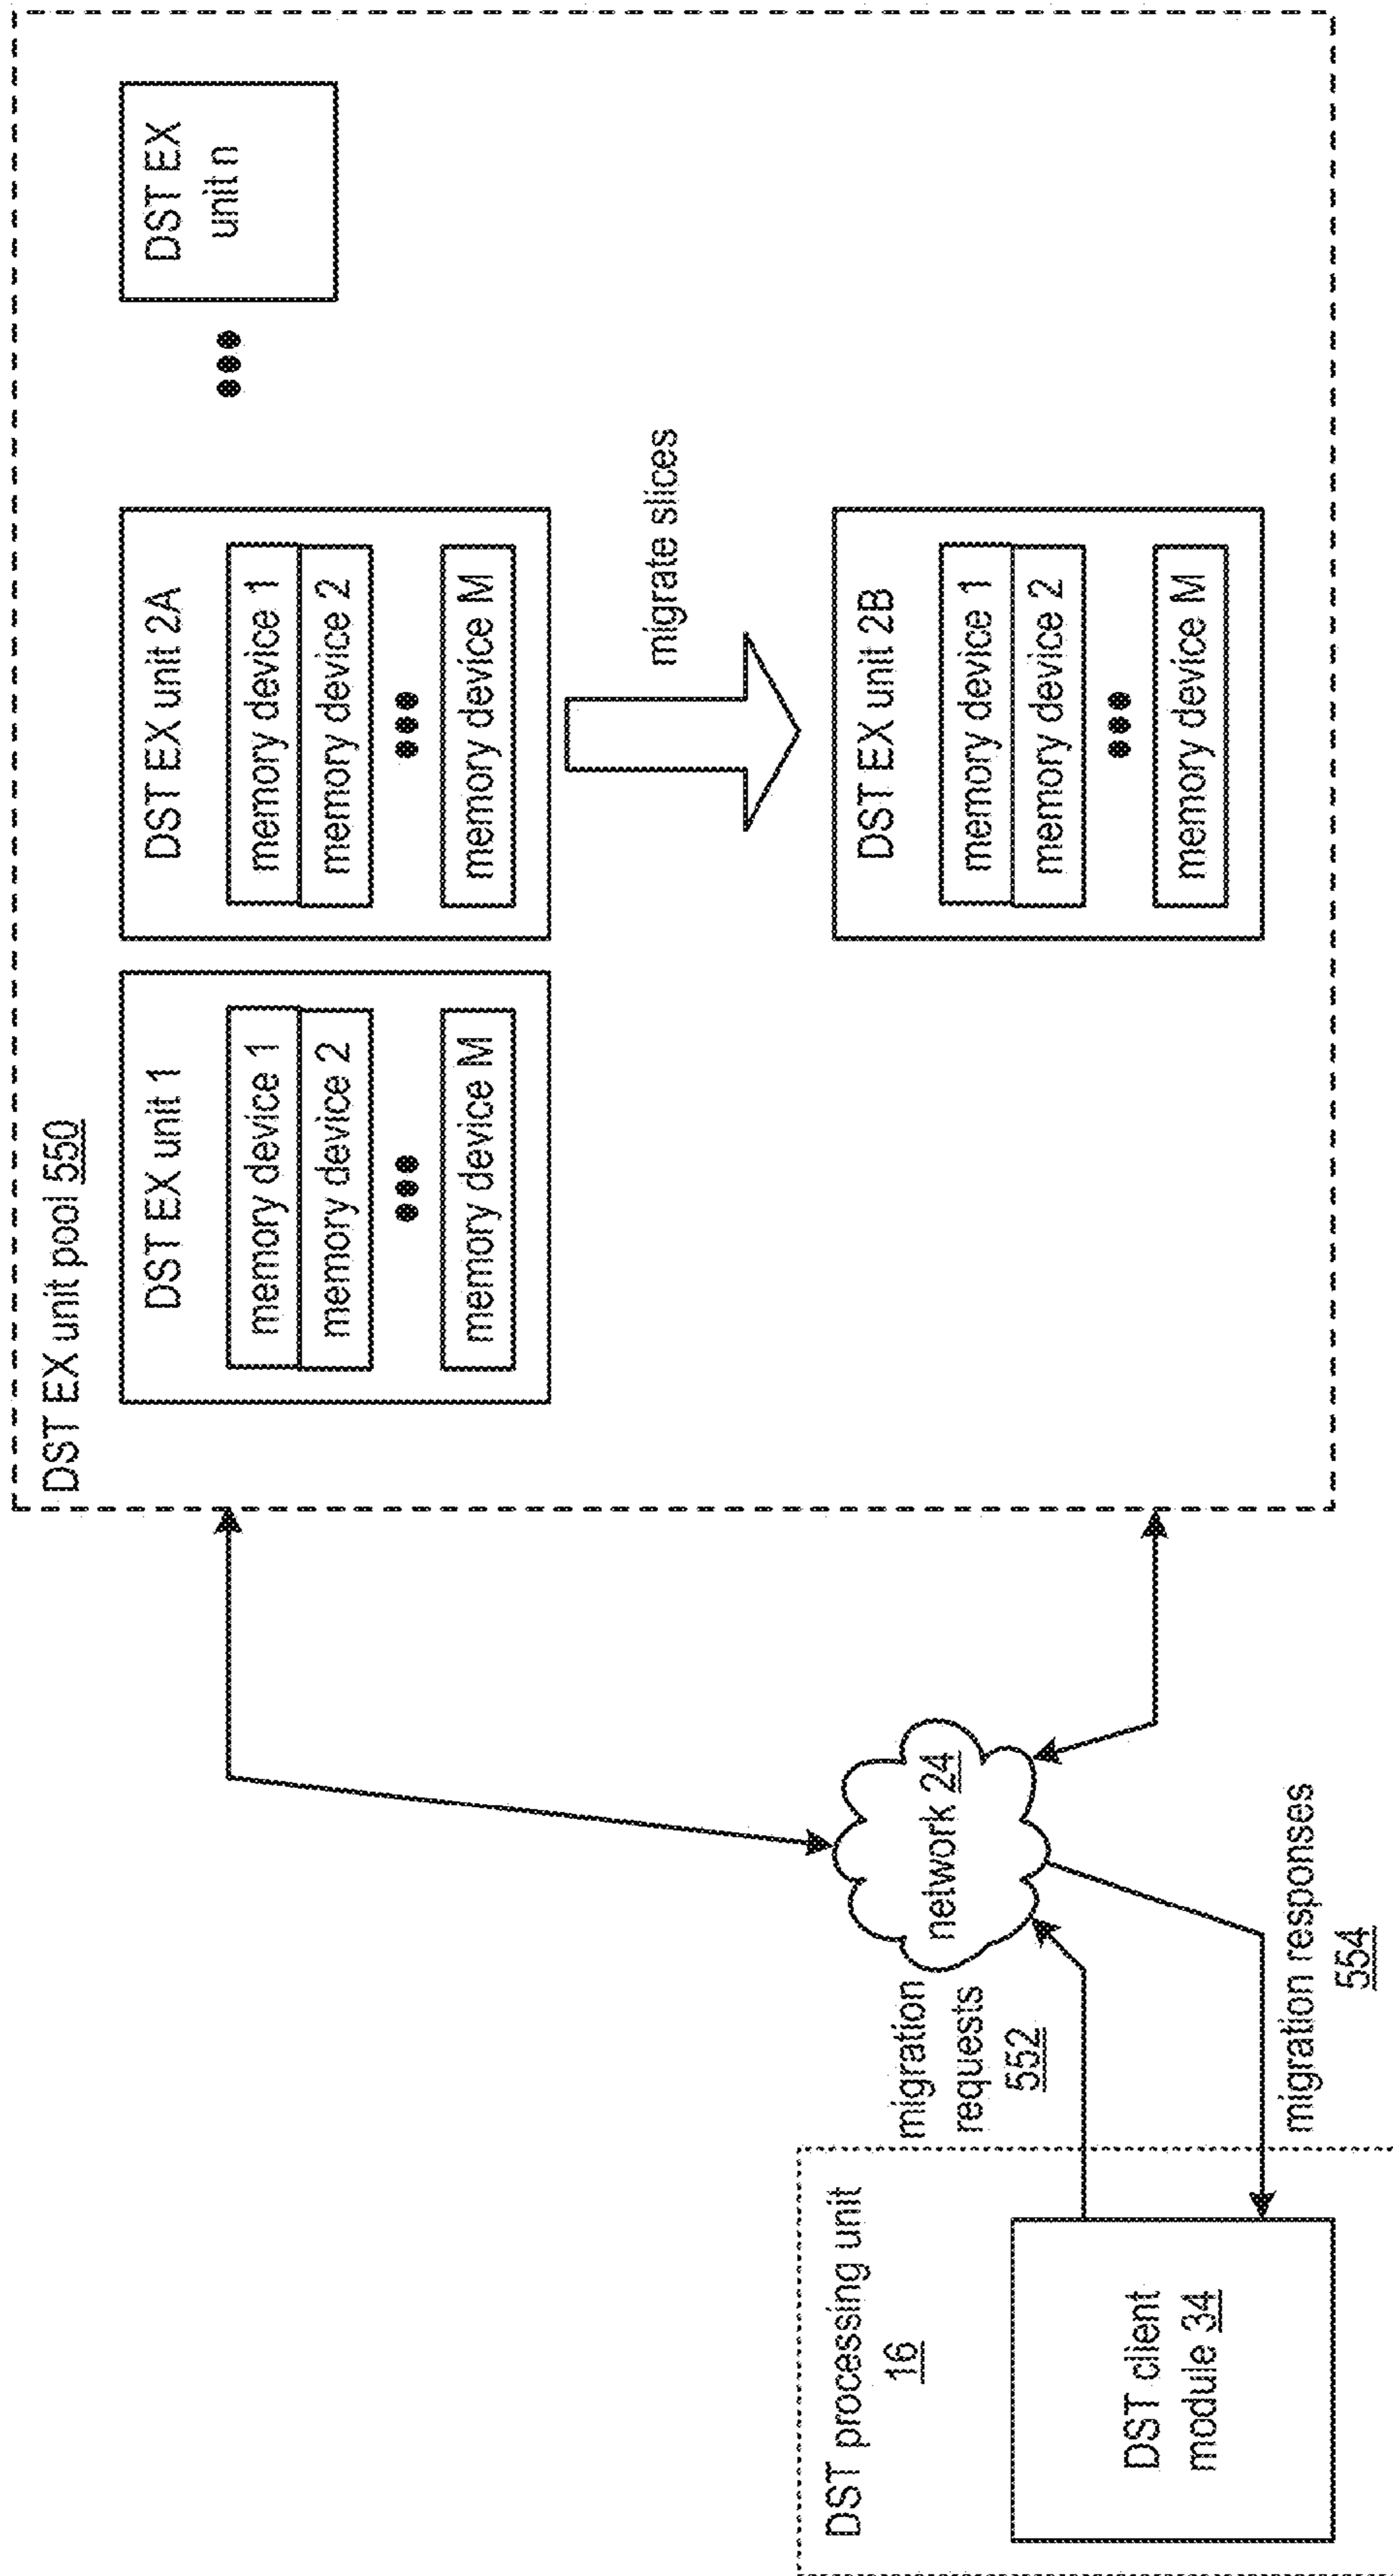 DST EX unit pool 550
DST EX unit 1
memory device 1
memory device 2
memory device M
DST EX unit 2A
memory device 1
memory device 2
memory device M
DST EX
unit n
migrate slices
DST EX unit 2B
memory device 1
memory device 2
memory device M
DST processing unit
16
DST client
module 34
migration
requests
552
network 24
migration responses
554